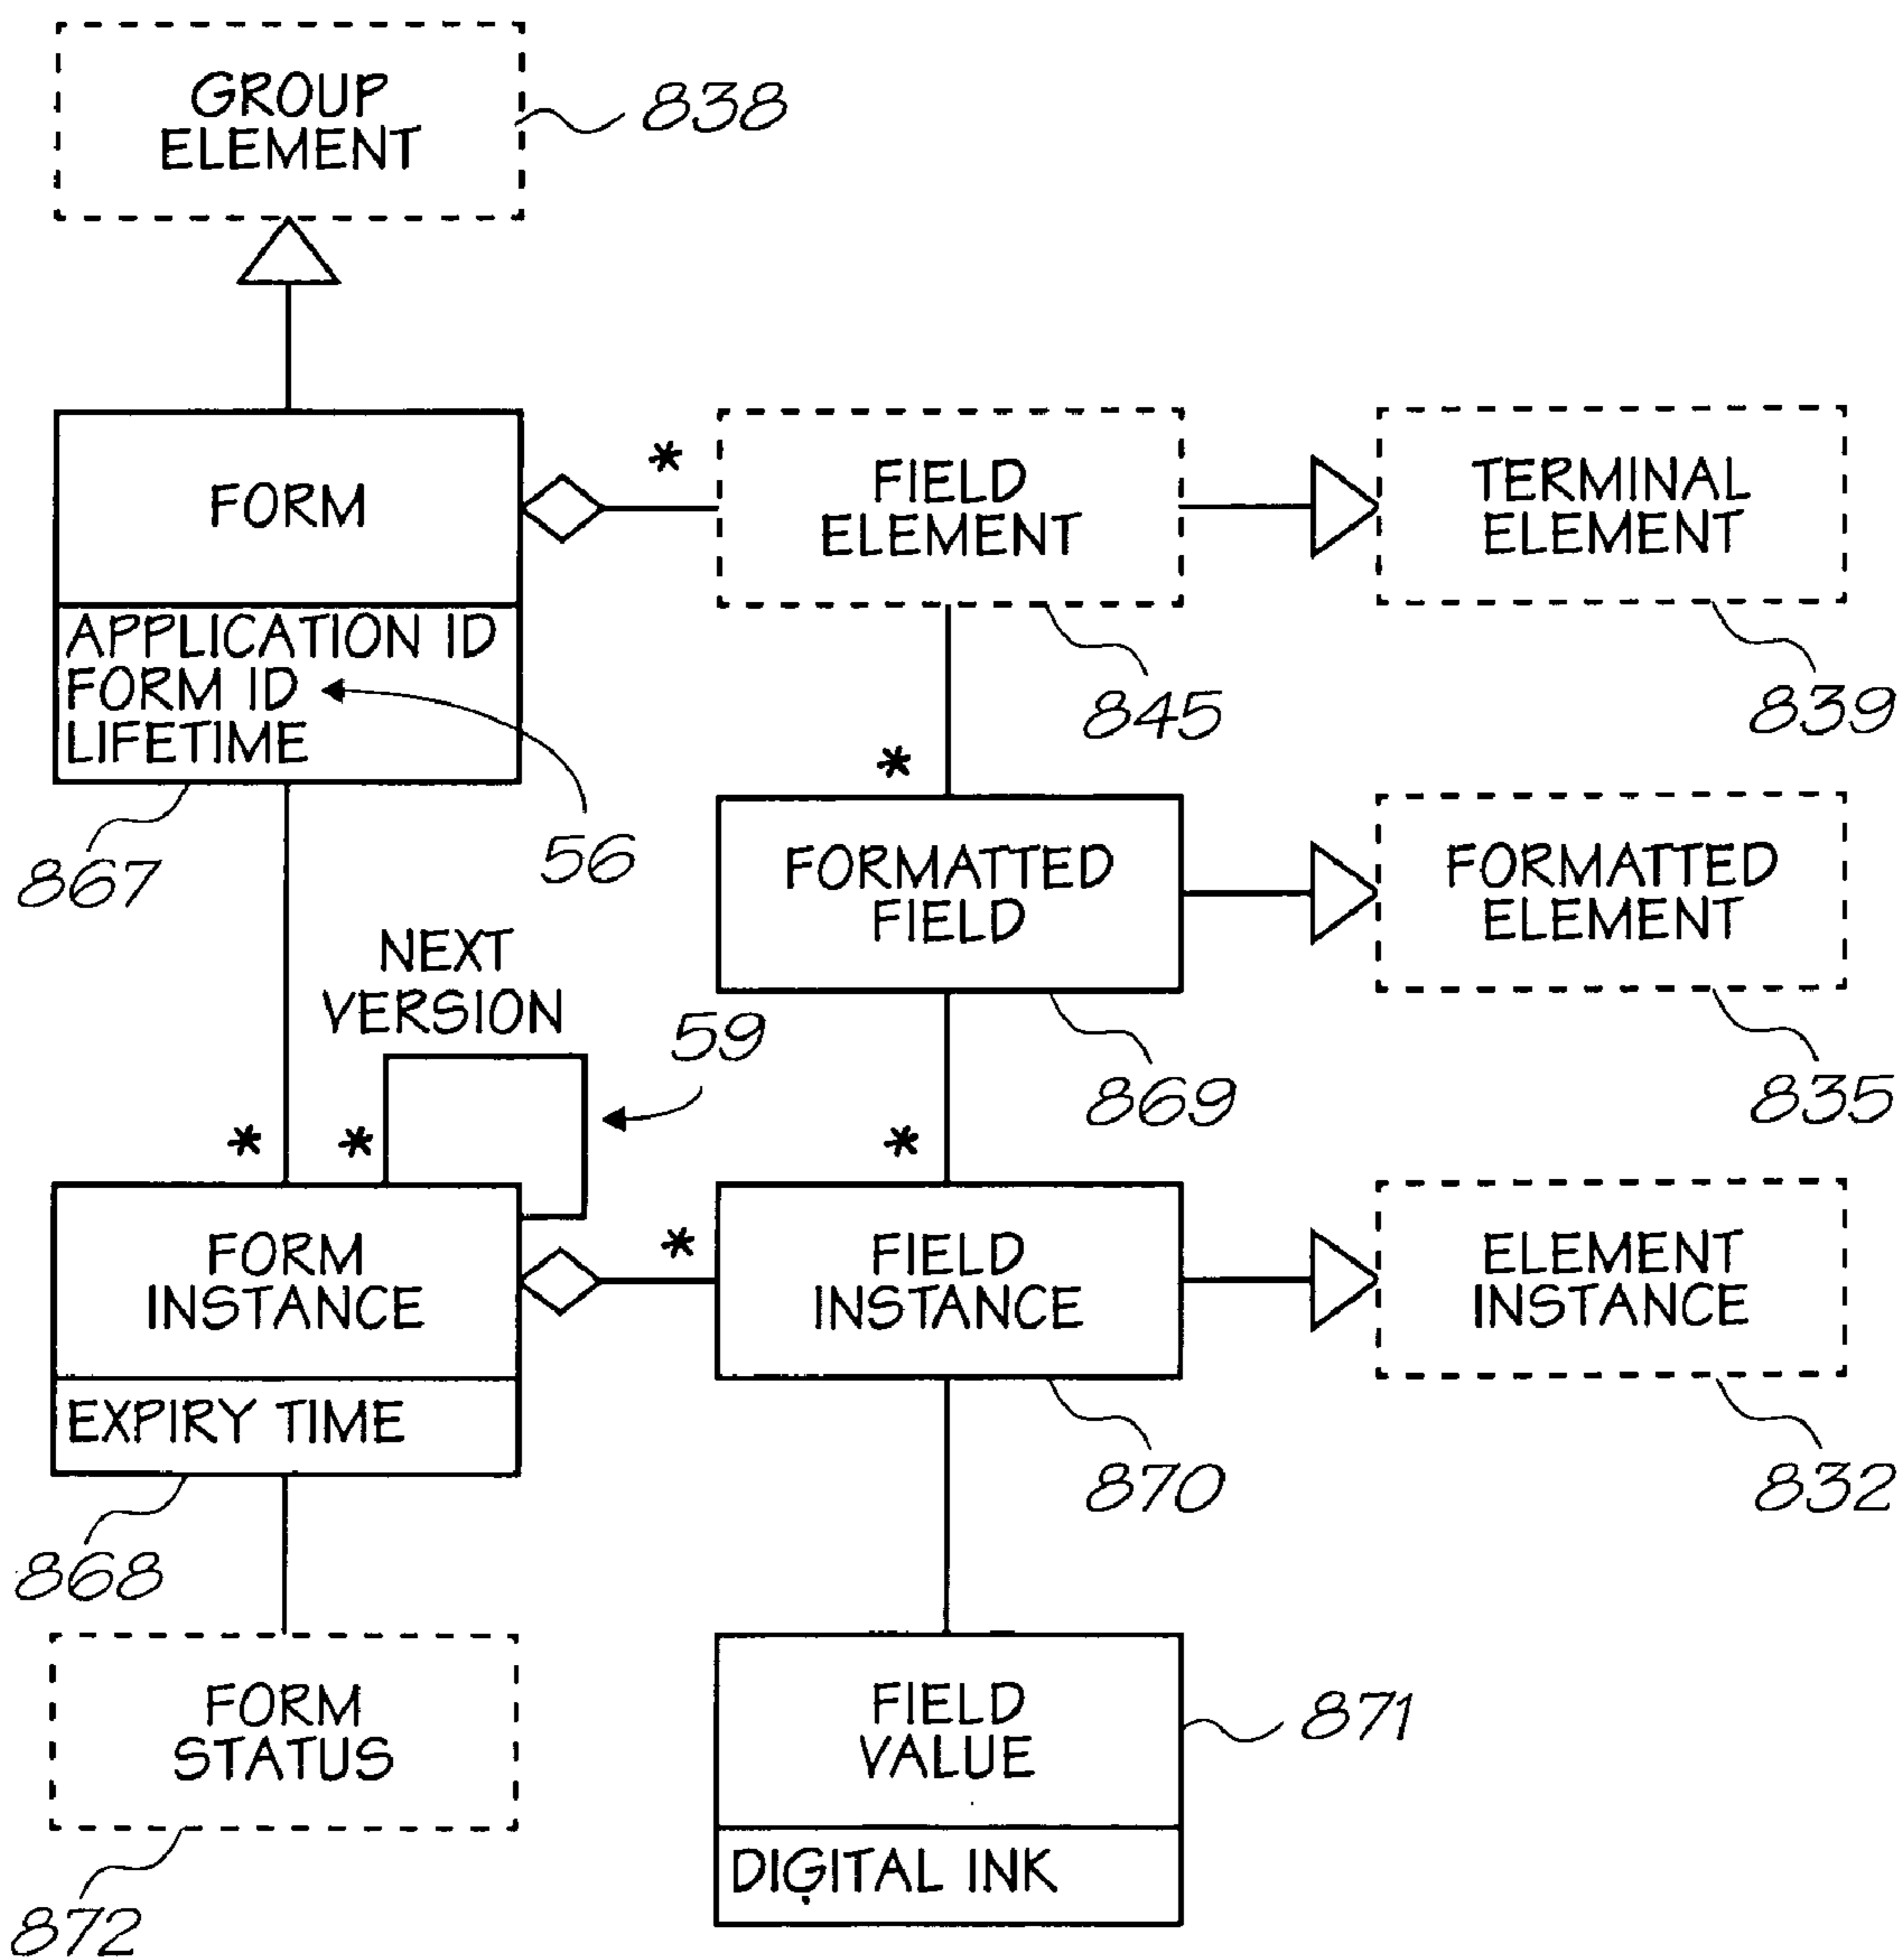 GROUP
ELEMENT
838
FORM
*
FIELD
ELEMENT
TERMINAL
ELEMENT
APPLICATION ID
FORM ID
LIFETIME
56
867
845
839
*
FORMATTED
FIELD
FORMATTED
ELEMENT
869
835
NEXT
VERSION
59
*
*
*
FORM
INSTANCE
*
FIELD
INSTANCE
ELEMENT
INSTANCE
EXPIRY TIME
868
870
832
FORM
STATUS
872
FIELD
VALUE
871
DIGITAL INK